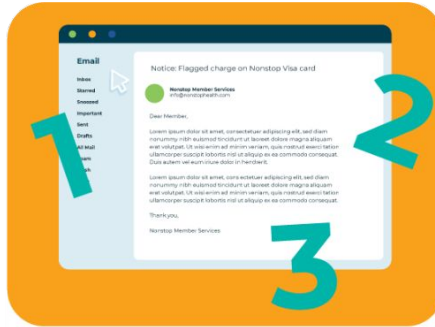 Email
Inbox
Starred
Snoozed
Important
Sent
Drafts
All Mail
Notice: Flagged charge on Nonstop Visa card
Nonstop Member Services
info@nonstophealth.com
Dear Member,
Lorem ipsum dolor sit amet, consectetuer adipiscing elit, sed diam
nonummy nibh euismod tincidunt ut laoreet dolore magna aliquam
erat volutpat. Ut wisi enim ad minim veniam, quis nostrud exerci tation
ullamcorper suscipit lobortis nisl ut aliquip ex ea commodo consequat.
Duis autem vel eum iriure dolor in hendrerit.
Lorem ipsum dolor sit amet, cons ectetuer adipiscing elit, sed diam
nonummy nibh euismod tincidunt ut laoreet dolore magna aliquam
erat volutpat. Ut wisi enim ad minim veniam, quis nostrud exerci tation
ullamcorper suscipit lobortis nisl ut aliquip ex ea commodo consequat.
Thank you,
Nonstop Member Services
1
2
3